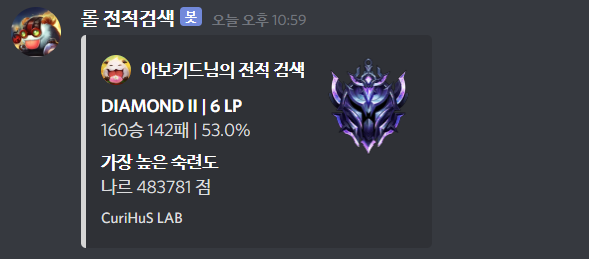 롤 전적검색 봇 오늘 오후 10:59
아보키드님의 전적 검색
DIAMOND II | 6 LP
160승 142패 | 53.0%
가장 높은 숙련도
나르 483781 점
CuriHuS LAB